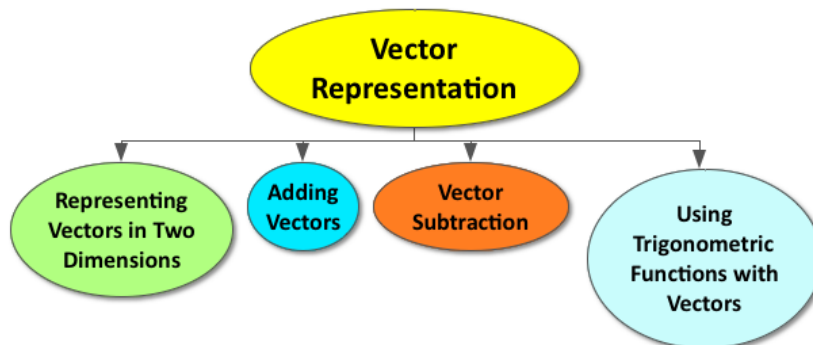 Vector
Representation
Representing
Vectors in Two
Dimensions
Adding
Vectors
Vector
Subtraction
Using
Trigonometric
Functions with
Vectors